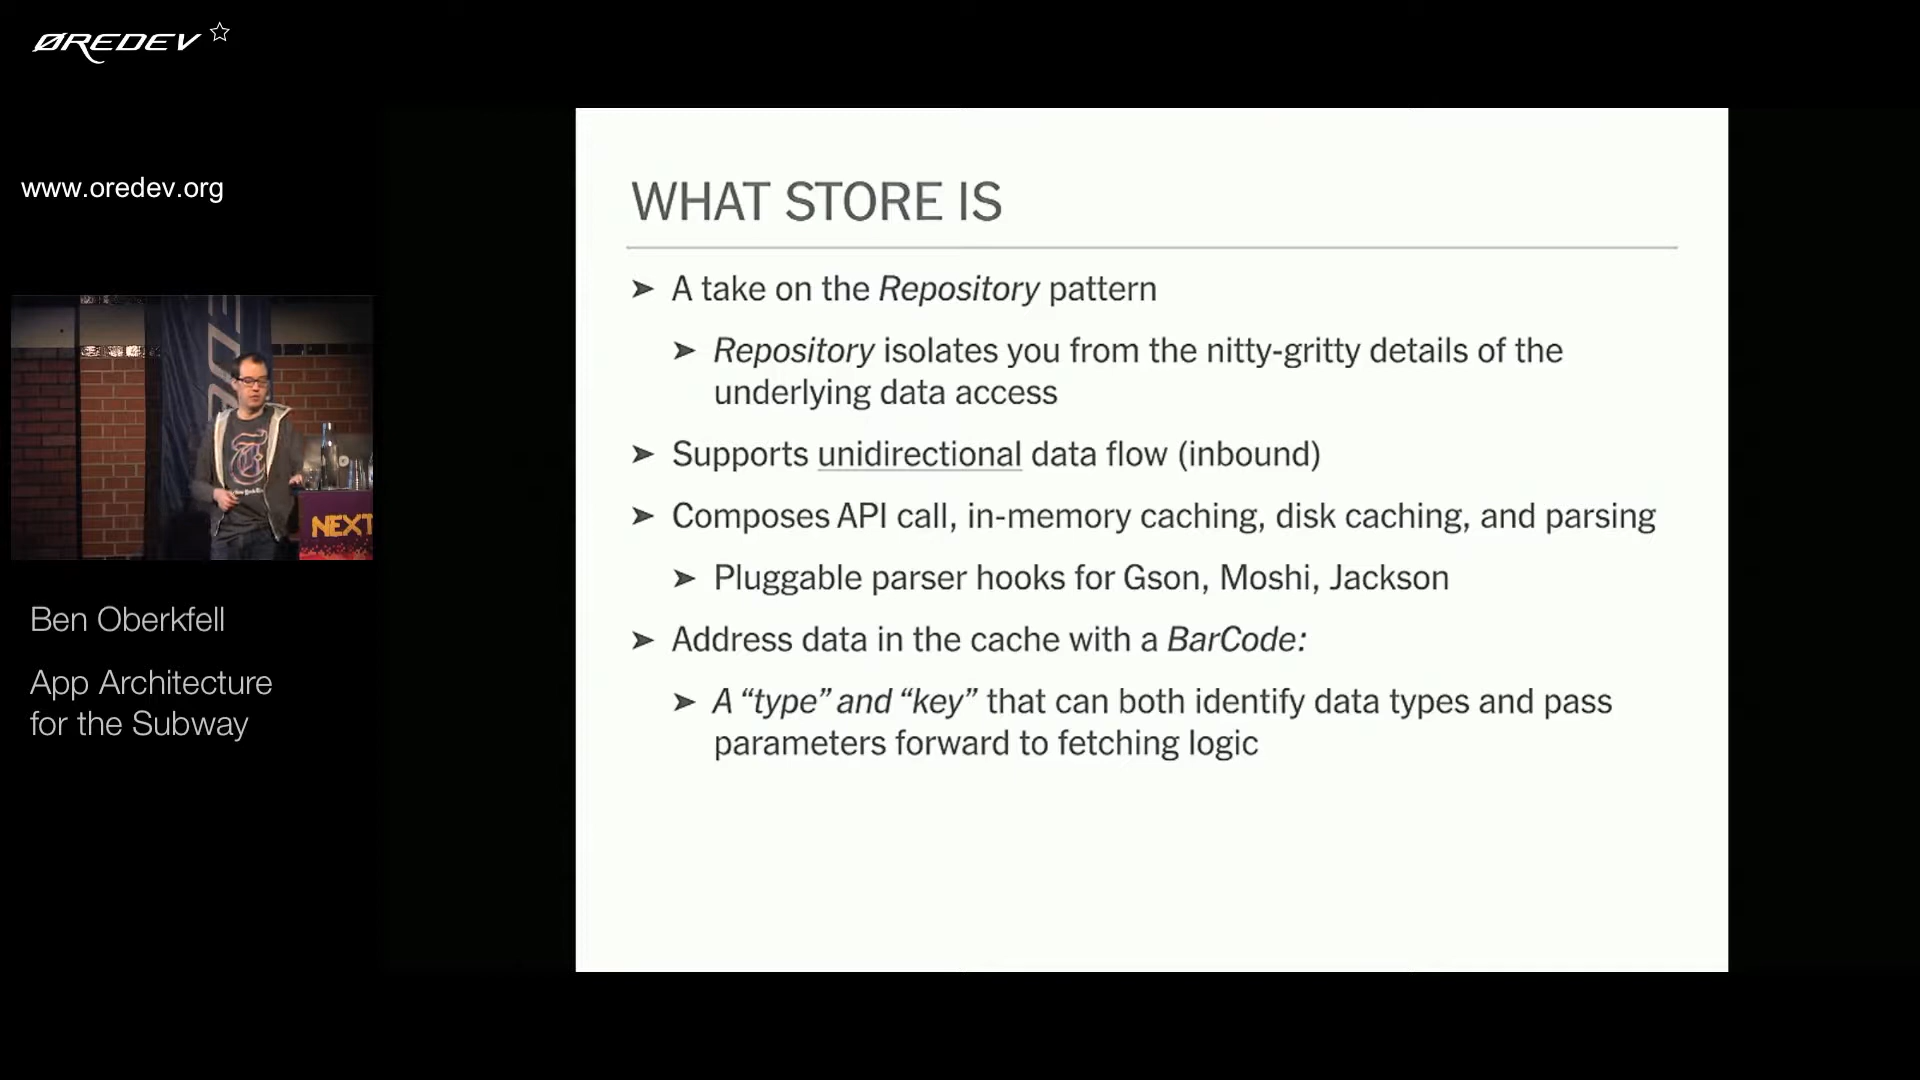 ØREDEV
www.oredev.org
NEXT
Ben Oberkfell
App Architecture
for the Subway
WHAT STORE IS
➤ A take on the Repository pattern
➤ Repository isolates you from the nitty-gritty details of the
underlying data access
➤ Supports unidirectional data flow (inbound)
➤ Composes API call, in-memory caching, disk caching, and parsing
➤ Pluggable parser hooks for Gson, Moshi, Jackson
➤ Address data in the cache with a BarCode:
➤ A “type” and “key” that can both identify data types and pass
parameters forward to fetching logic